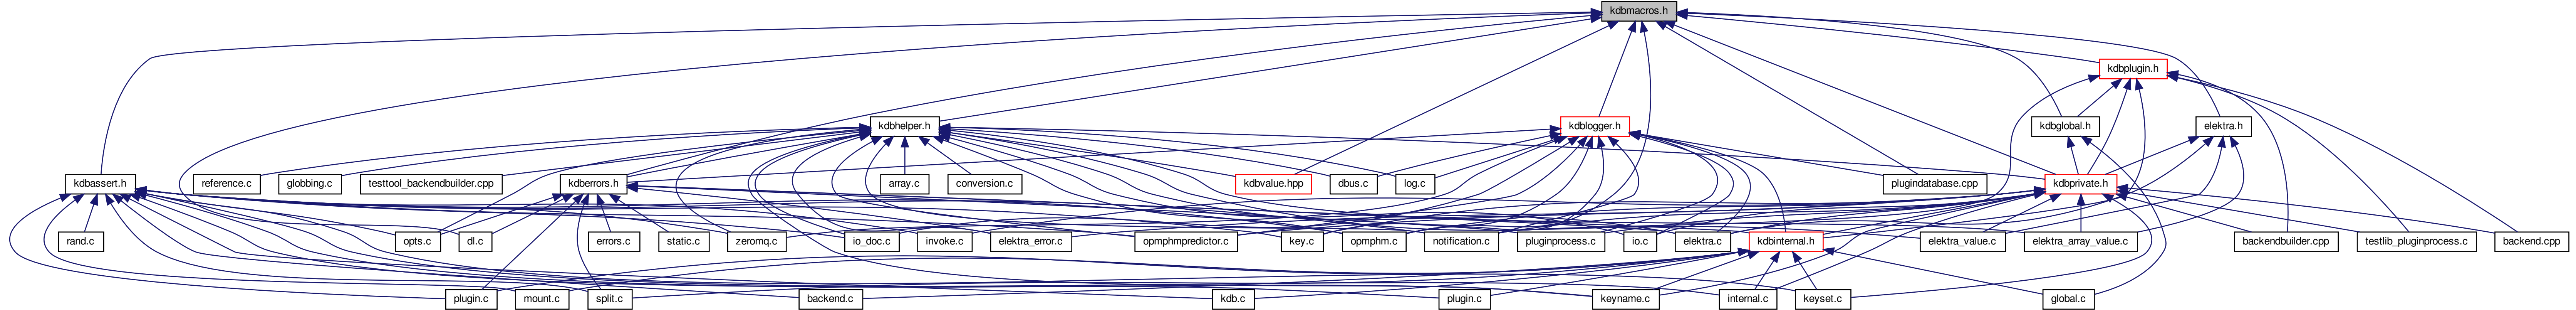 kdbmacros.h
kdbplugin.h
kdbhelper.h
kdblogger.h
kdbglobal.h
elektra.h
kdbassert.h
reference.c
globbing.c
testtool_backendbuilder.cpp
kdberrors.h
array.c
conversion.c
kdbvalue.hpp
dbus.c
log.c
plugindatabase.cpp
kdbprivate.h
rand.c
opts.c
dl.c
errors.c
static.c
zeromq.c
io_doc.c
invoke.c
elektra_error.c
opmphmpredictor.c
key.c
opmphm.c
notification.c
pluginprocess.c
io.c
elektra.c
kdbinternal.h
elektra_value.c
elektra_array_value.c
backendbuilder.cpp
testlib_pluginprocess.c
backend.cpp
plugin.c
mount.c
split.c
backend.c
kdb.c
plugin.c
keyname.c
internal.c
keyset.c
global.c